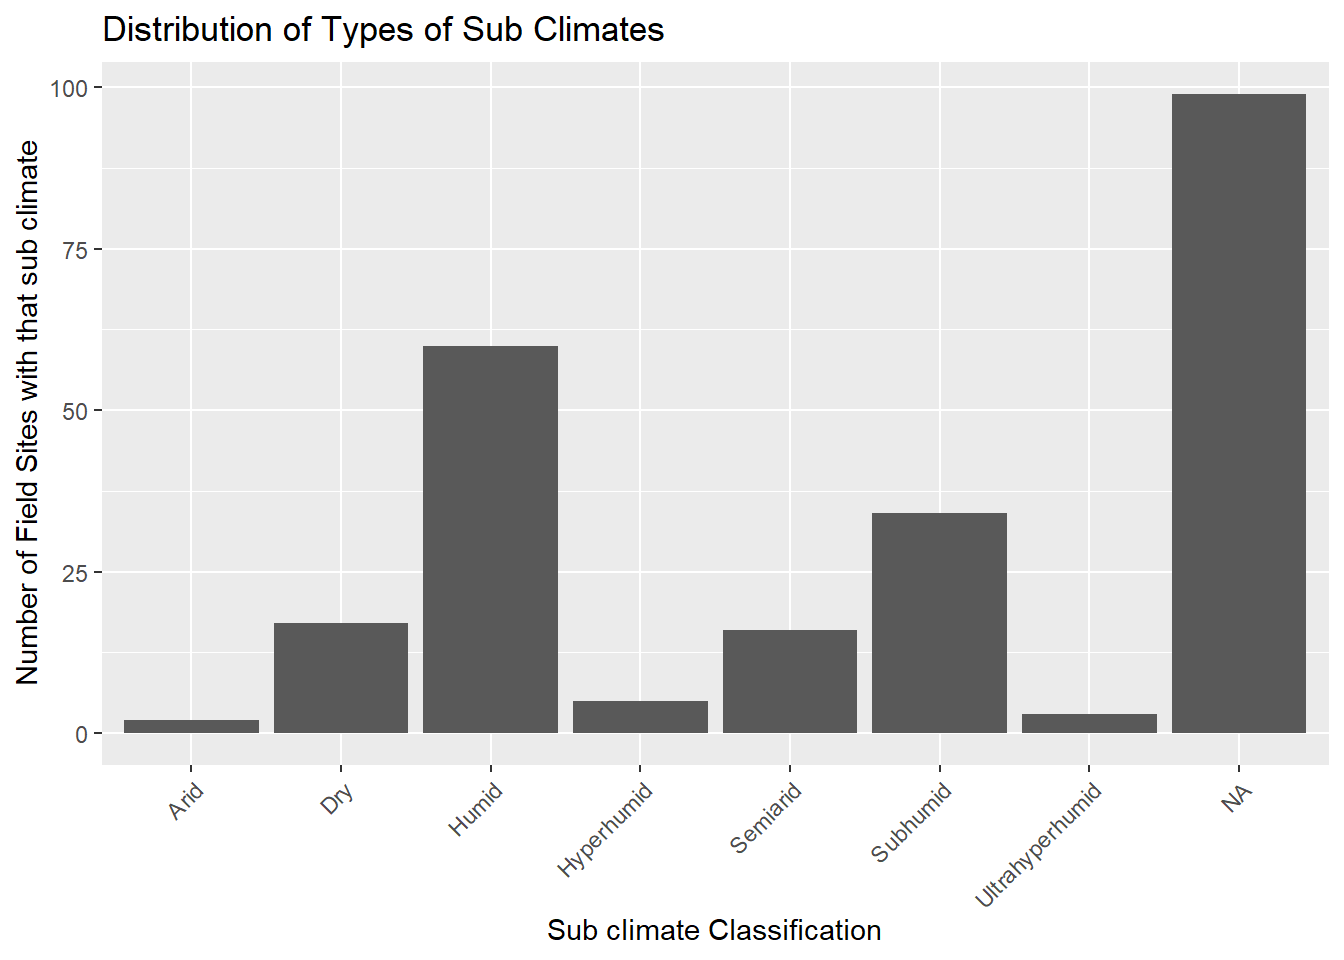 Distribution of Types of Sub Climates
Number of Field Sites with that sub climate
100
75
50
25
0
Arid
Dry
Humid
Hyperhumid
Semiarid
Subhumid
Ultrahyperhumid
NA
Sub climate Classification